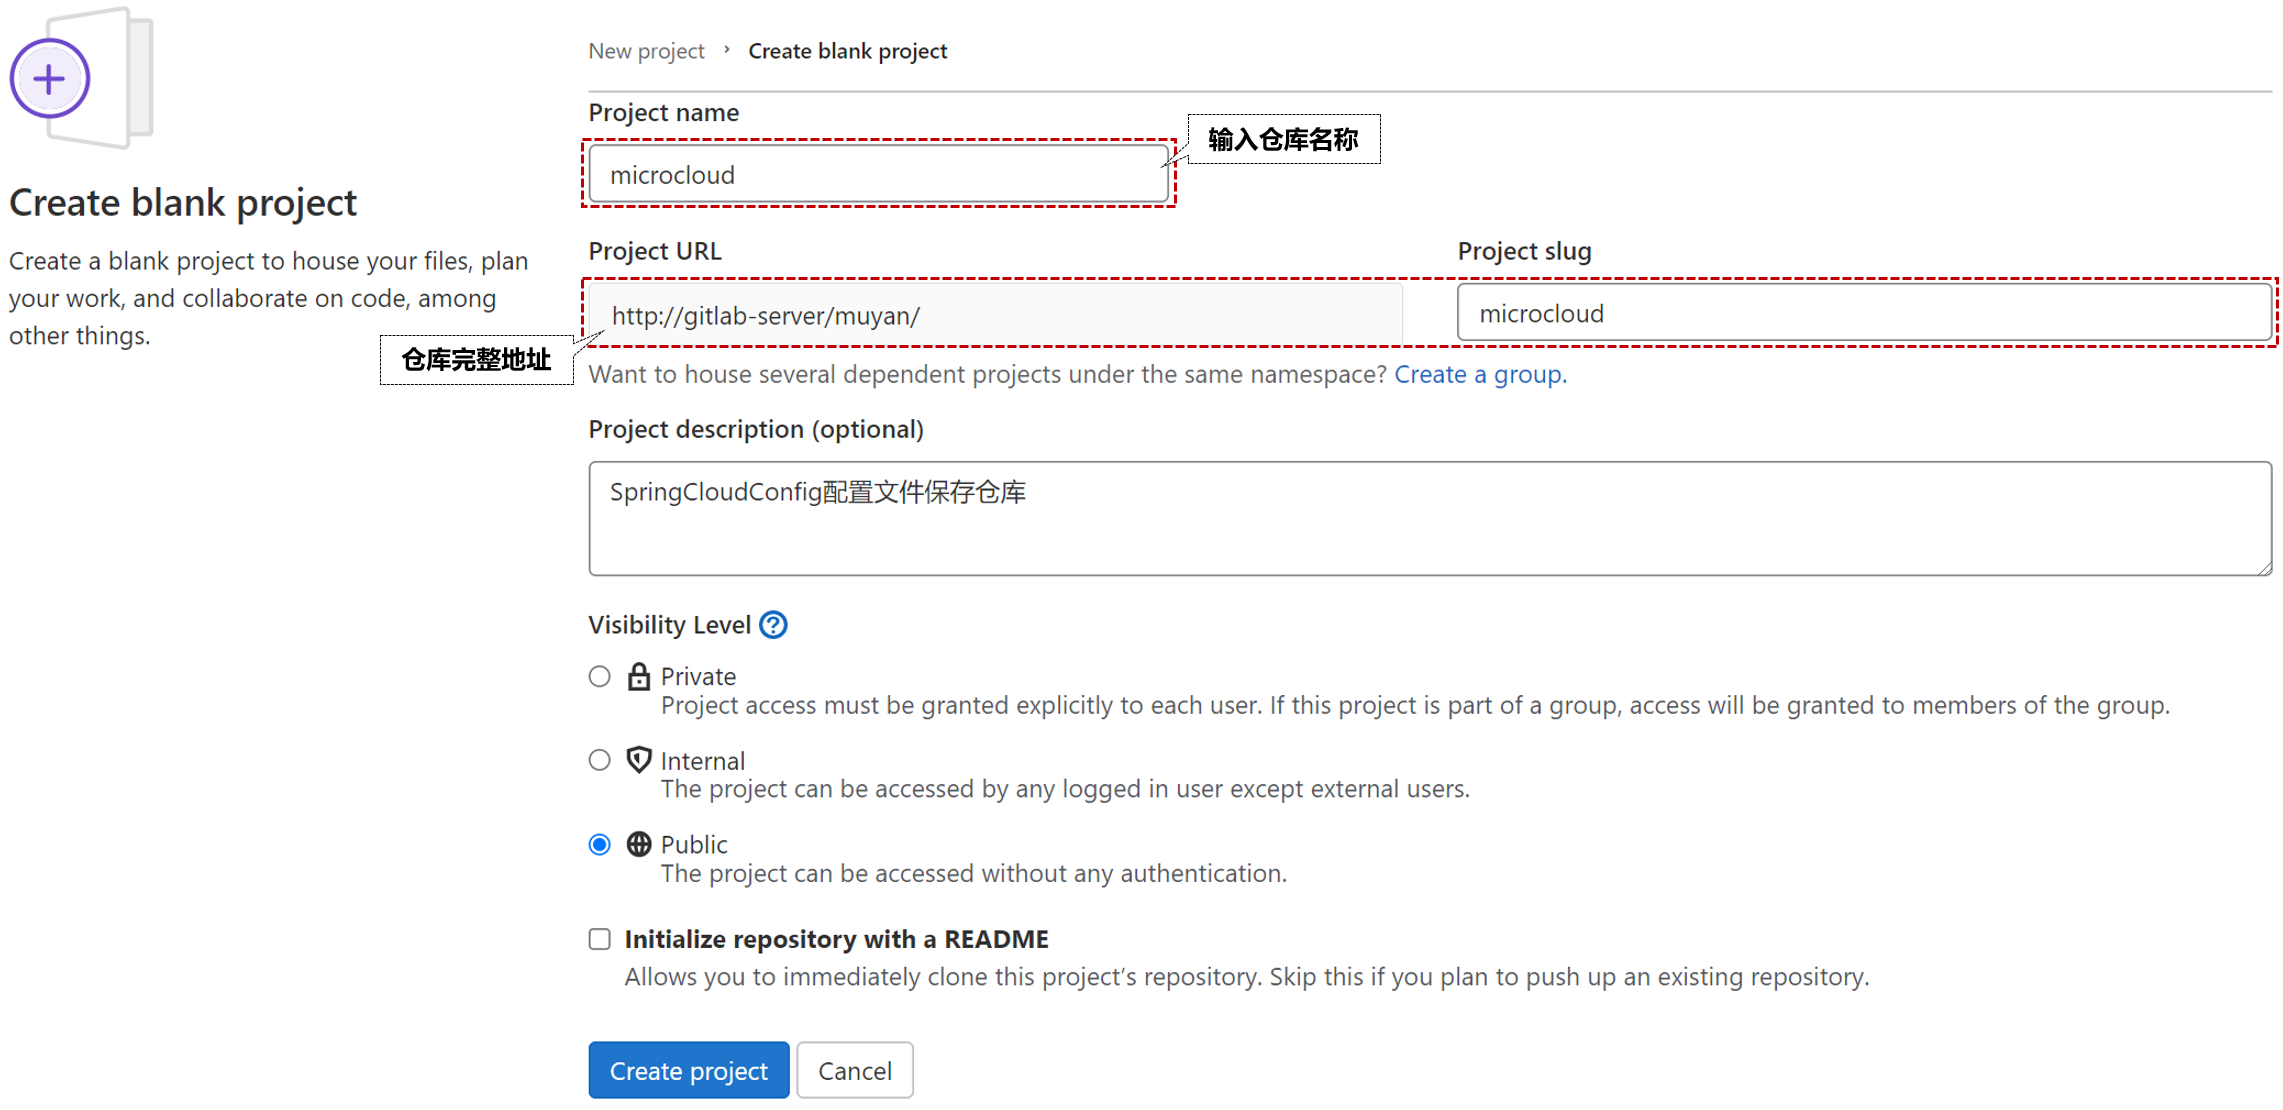 Create blank project
Create a blank project to house your files, plan
your work, and collaborate on code, among
other things.
New project › Create blank project
Project name
输入仓库名称
microcloud
Project URL
Project slug
http://gitlab-server/muyan/
microcloud
仓库完整地址
Want to house several dependent projects under the same namespace? Create a group.
Project description (optional)
SpringCloudConfig配置文件保存仓库
Visibility Level
Private
Project access must be granted explicitly to each user. If this project is part of a group, access will be granted to members of the group.
Internal
The project can be accessed by any logged in user except external users.
Public
The project can be accessed without any authentication.
Initialize repository with a README
Allows you to immediately clone this project’s repository. Skip this if you plan to push up an existing repository.
Create project
Cancel